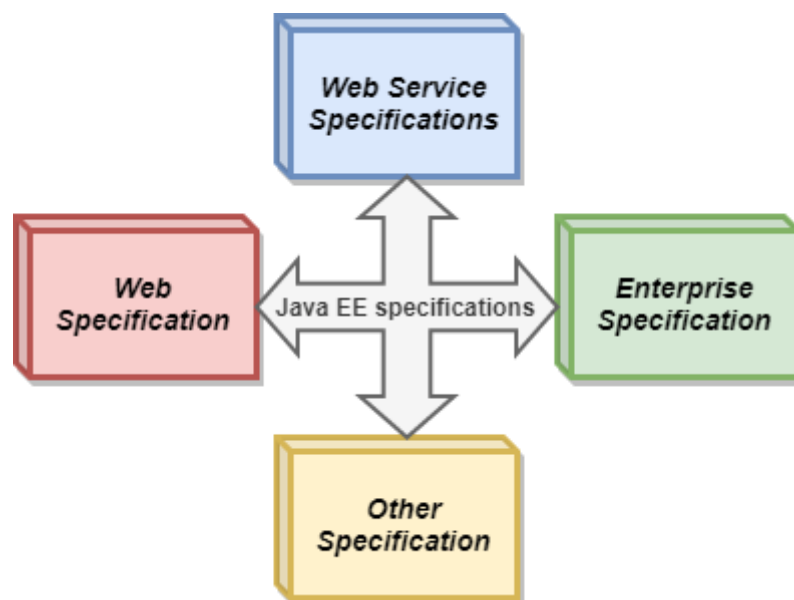 Web Service
Specifications
Web
Specification
Java EE specifications
Enterprise
Specification
Other
Specification